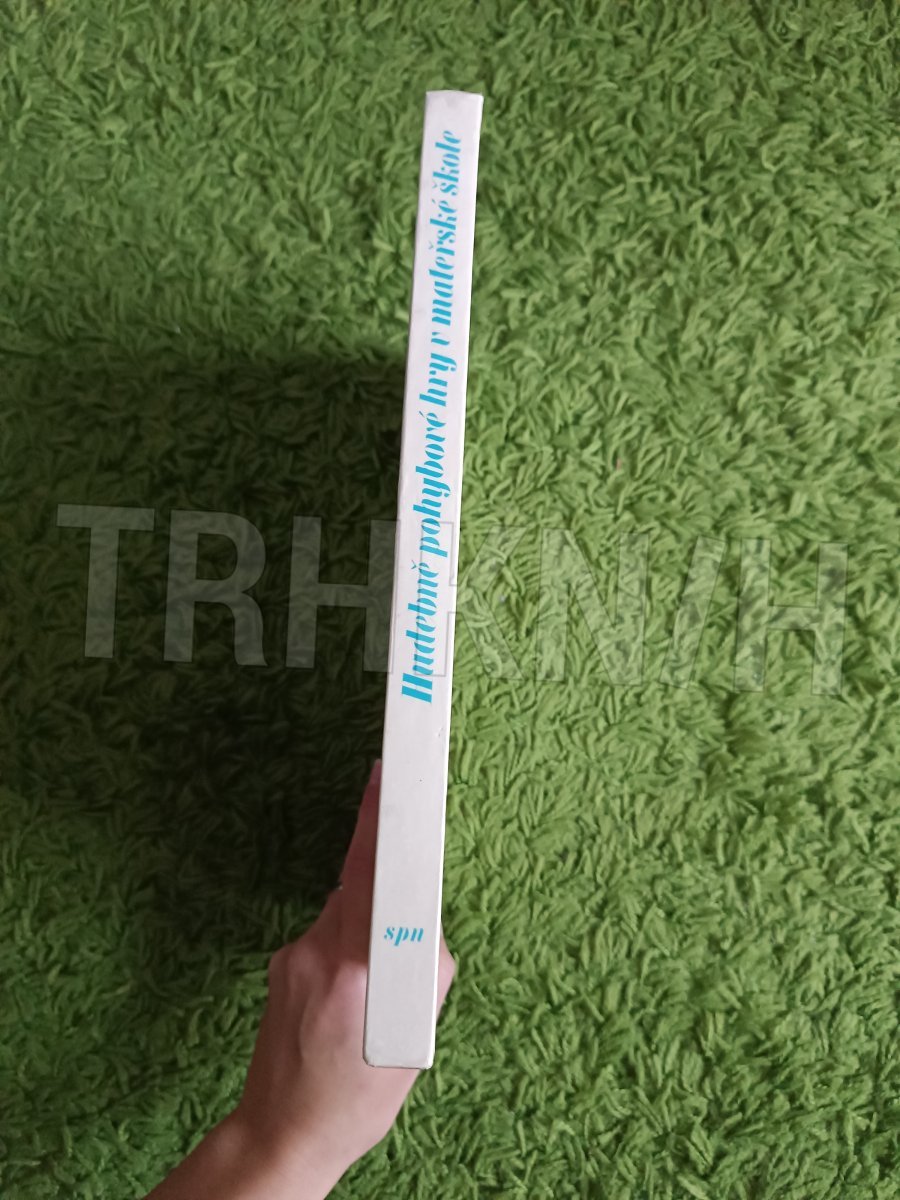 Hudebně pohybové hry v mateřské škole
spn
TRHKNIH